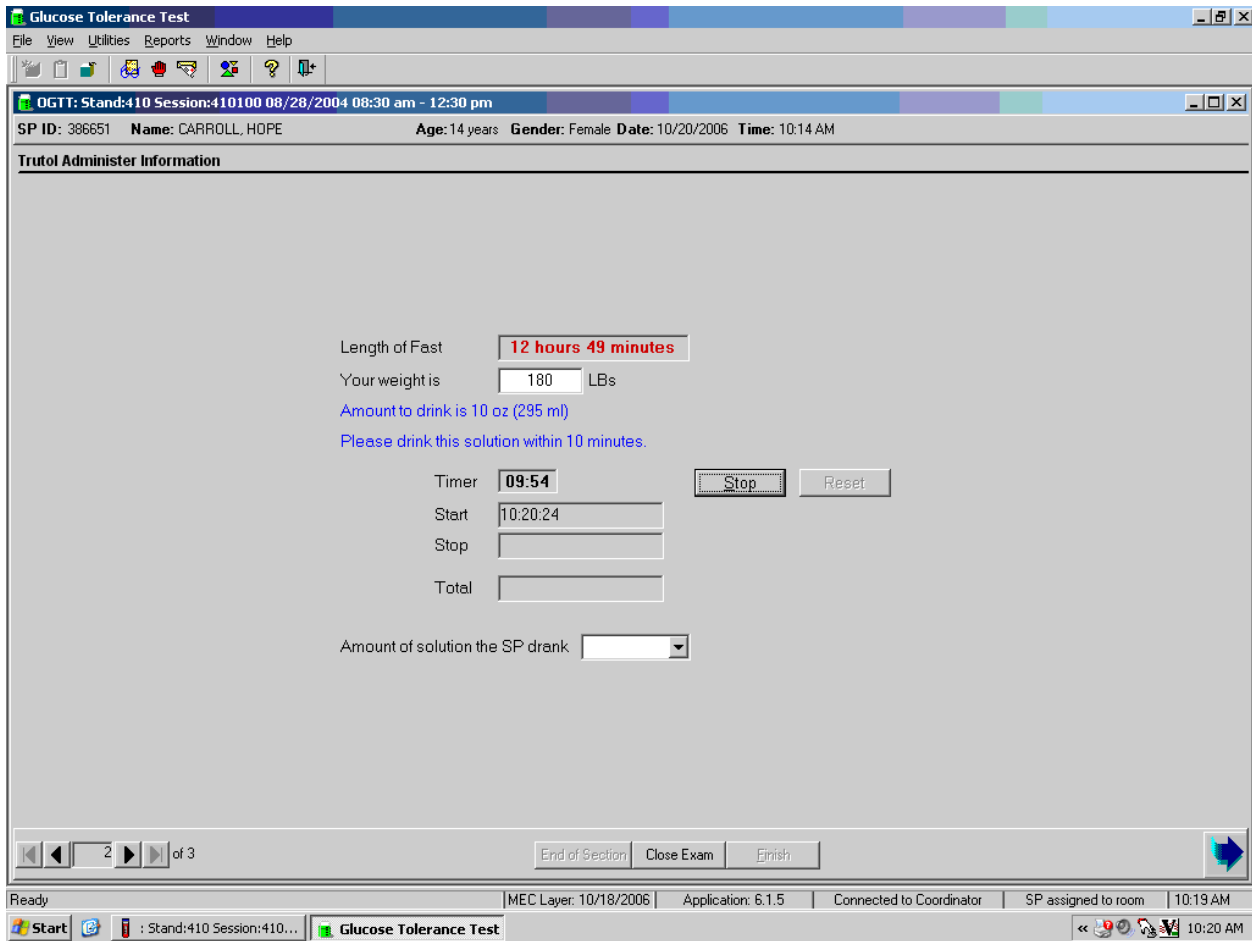 Glucose Tolerance Test
File View Utilities Reports Window Help
OGTT: Stand:410 Session:410100 08/28/2004 08:30 am - 12:30 pm
SP ID: 386651 Name: CARROLL, HOPE Age: 14 years Gender: Female Date: 10/20/2006 Time: 10:14 AM
Trutol Administer Information
Length of Fast 12 hours 49 minutes
Your weight is 180 LBs
Amount to drink is 10 oz (295 ml)
Please drink this solution within 10 minutes.
Timer 09:54 Stop Reset
Start 10:20:24
Stop
Total
Amount of solution the SP drank
2 of 3 End of Section Close Exam Finish
Ready MEC Layer: 10/18/2006 Application: 6.1.5 Connected to Coordinator SP assigned to room 10:19 AM
Start : Stand:410 Session:410... Glucose Tolerance Test « 10:20 AM